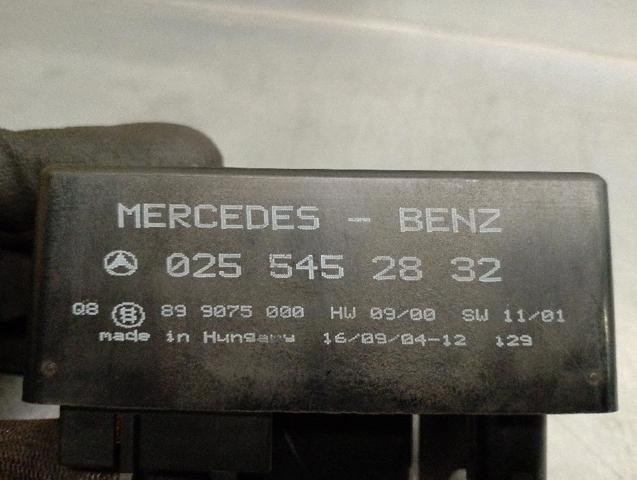 MERCEDES - BENZ
025 545 28 32
Q8 89 9075 000 HW 09/00 SW 11/01
made in Hungary 16/09/04-12 129